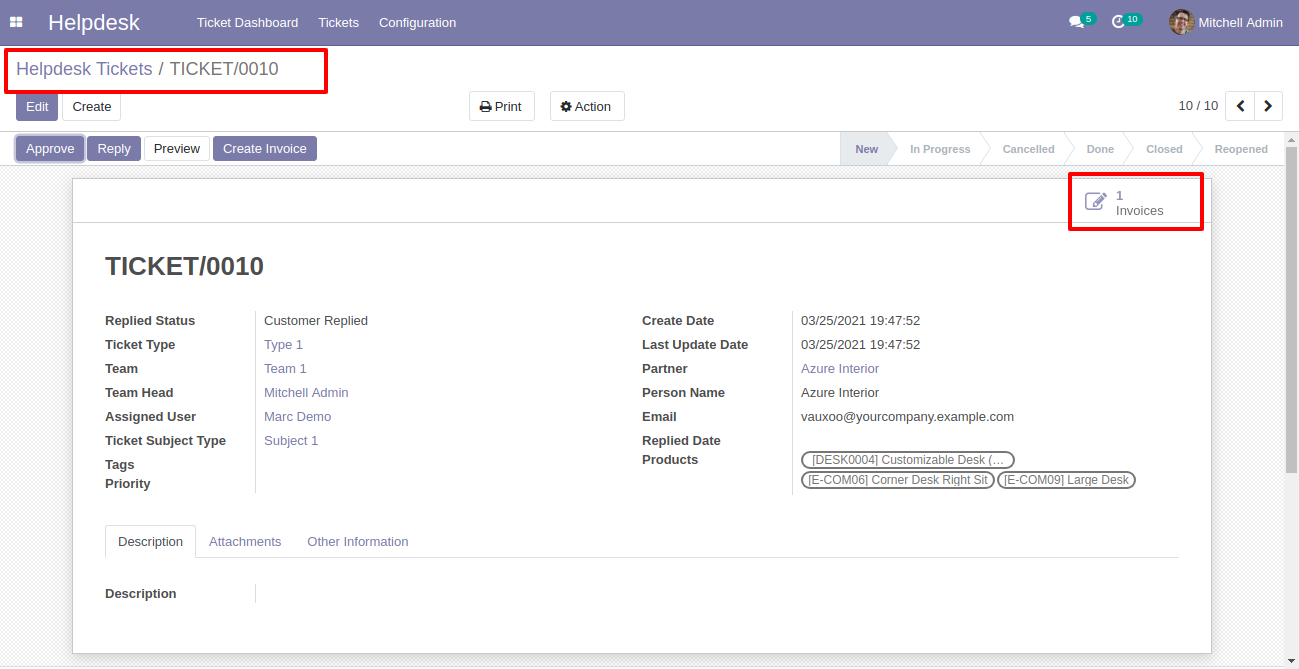 Helpdesk Ticket Dashboard Tickets Configuration 5 10 Mitchell Admin
Helpdesk Tickets / TICKET/0010
Edit Create Print Action 10 / 10
Approve Reply Preview Create Invoice New In Progress Cancelled Done Closed Reopened
1
Invoices
TICKET/0010
Replied Status Customer Replied Create Date 03/25/2021 19:47:52
Ticket Type Type 1 Last Update Date 03/25/2021 19:47:52
Team Team 1 Partner Azure Interior
Team Head Mitchell Admin Person Name Azure Interior
Assigned User Marc Demo Email vauxoo@yourcompany.example.com
Ticket Subject Type Subject 1 Replied Date
Tags Products [DESK0004] Customizable Desk (…
Priority [E-COM06] Corner Desk Right Sit [E-COM09] Large Desk
Description Attachments Other Information
Description